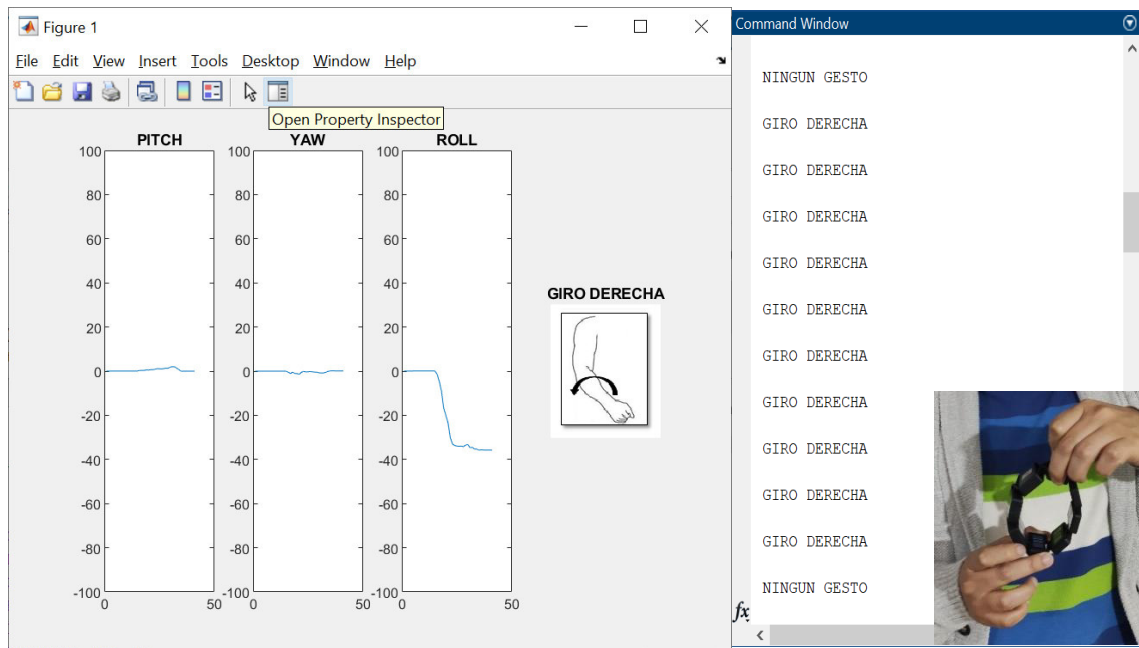 Figure 1
File Edit View Insert Tools Desktop Window Help
Open Property Inspector
PITCH
100
80
60
40
20
0
-20
-40
-60
-80
-100
0 50
YAW
100
80
60
40
20
0
-20
-40
-60
-80
-100
0 50
ROLL
100
80
60
40
20
0
-20
-40
-60
-80
-100
0 50
GIRO DERECHA
Command Window
NINGUN GESTO
GIRO DERECHA
GIRO DERECHA
GIRO DERECHA
GIRO DERECHA
GIRO DERECHA
GIRO DERECHA
GIRO DERECHA
GIRO DERECHA
GIRO DERECHA
GIRO DERECHA
NINGUN GESTO
fx